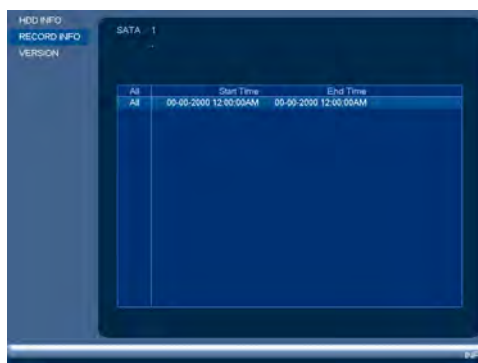 HDD INFO
RECORD INFO
VERSION
SATA 1
All Start Time End Time
All 00-00-2000 12:00:00AM 00-00-2000 12:00:00AM